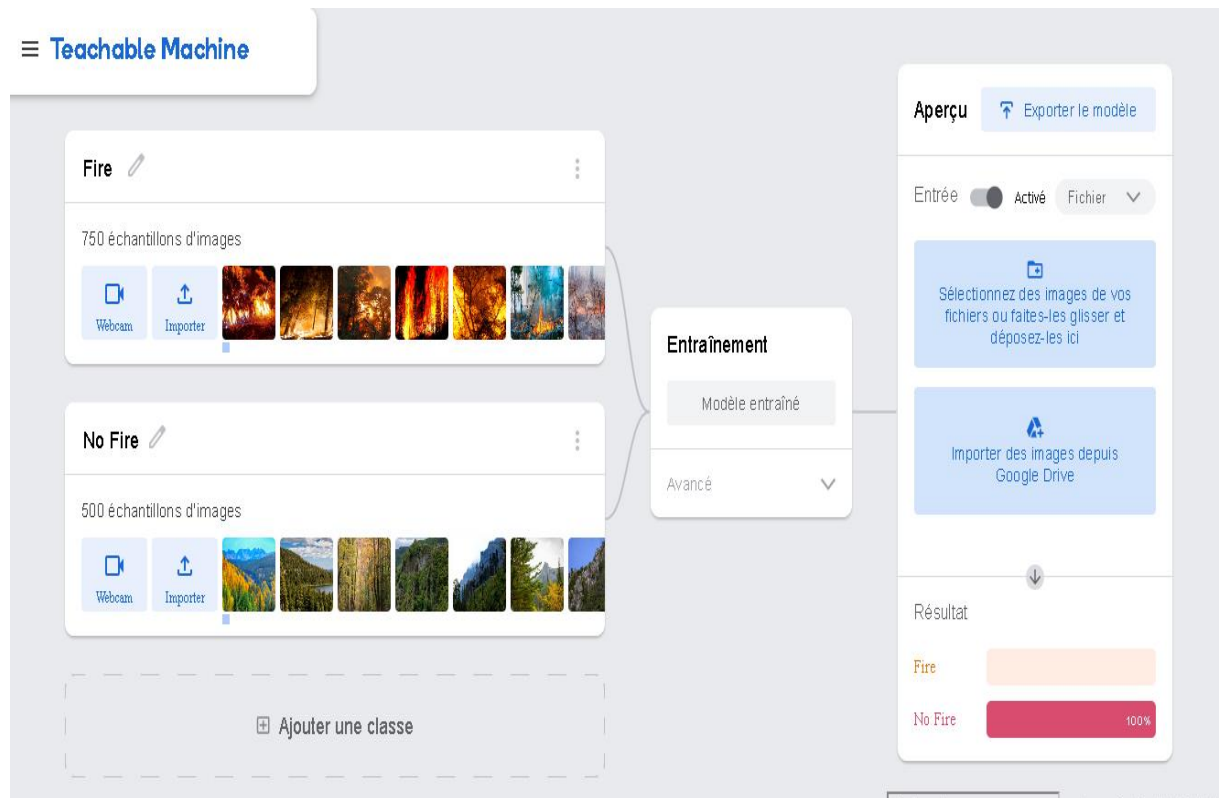 Teachable Machine
Fire
750 échantillons d'images
Webcam
Importer
No Fire
500 échantillons d'images
Webcam
Importer
Ajouter une classe
Entraînement
Modèle entraîné
Avancé
Aperçu
Exporter le modèle
Entrée
Activé
Fichier
Sélectionnez des images de vos
fichiers ou faites-les glisser et
déposez-les ici
Importer des images depuis
Google Drive
Résultat
Fire
No Fire
100%